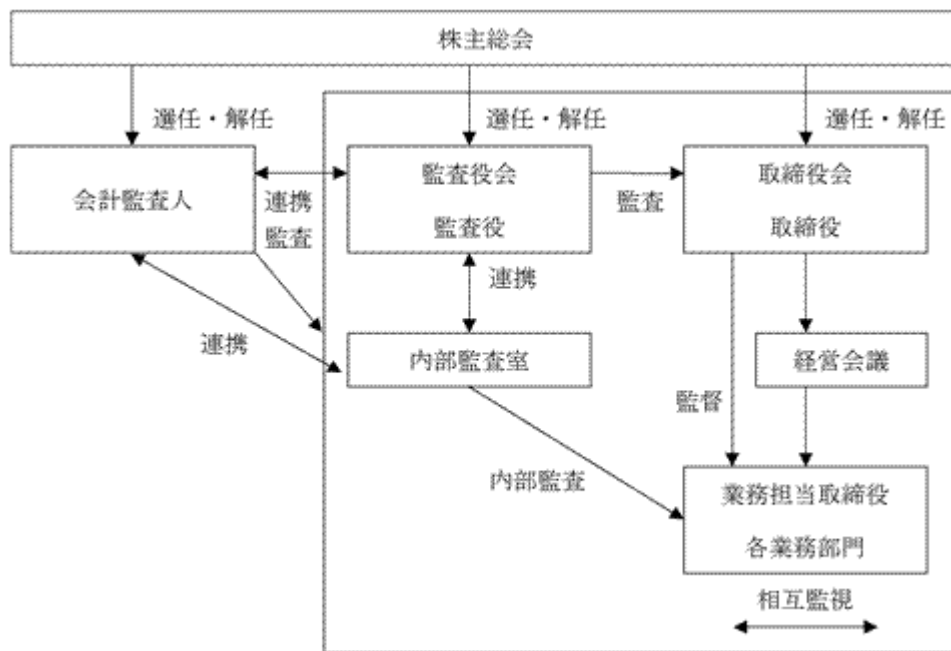 株主総会
選任・解任
選任・解任
選任・解任
会計監査人
連携
監査
監査役会
監査役
監査
取締役会
取締役
連携
連携
内部監査室
経営会議
監督
内部監査
業務担当取締役
各業務部門
相互監視